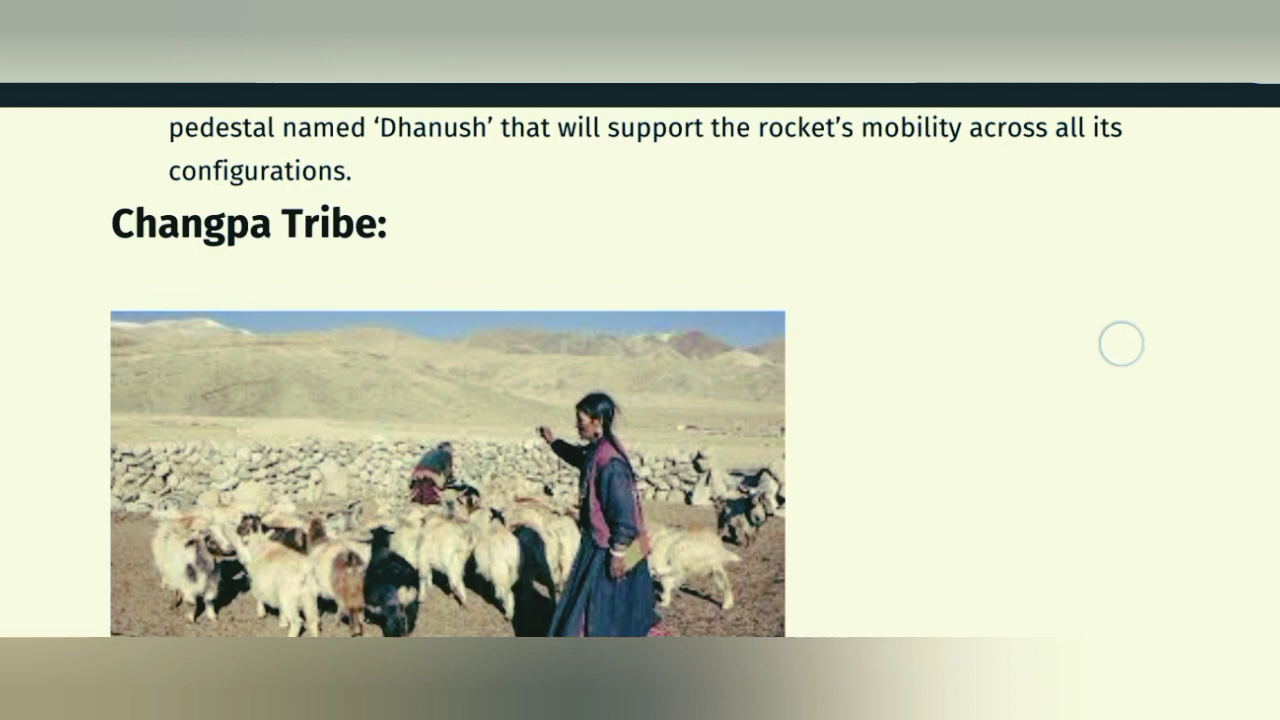 pedestal named ‘Dhanush’ that will support the rocket’s mobility across all its
configurations.
Changpa Tribe: